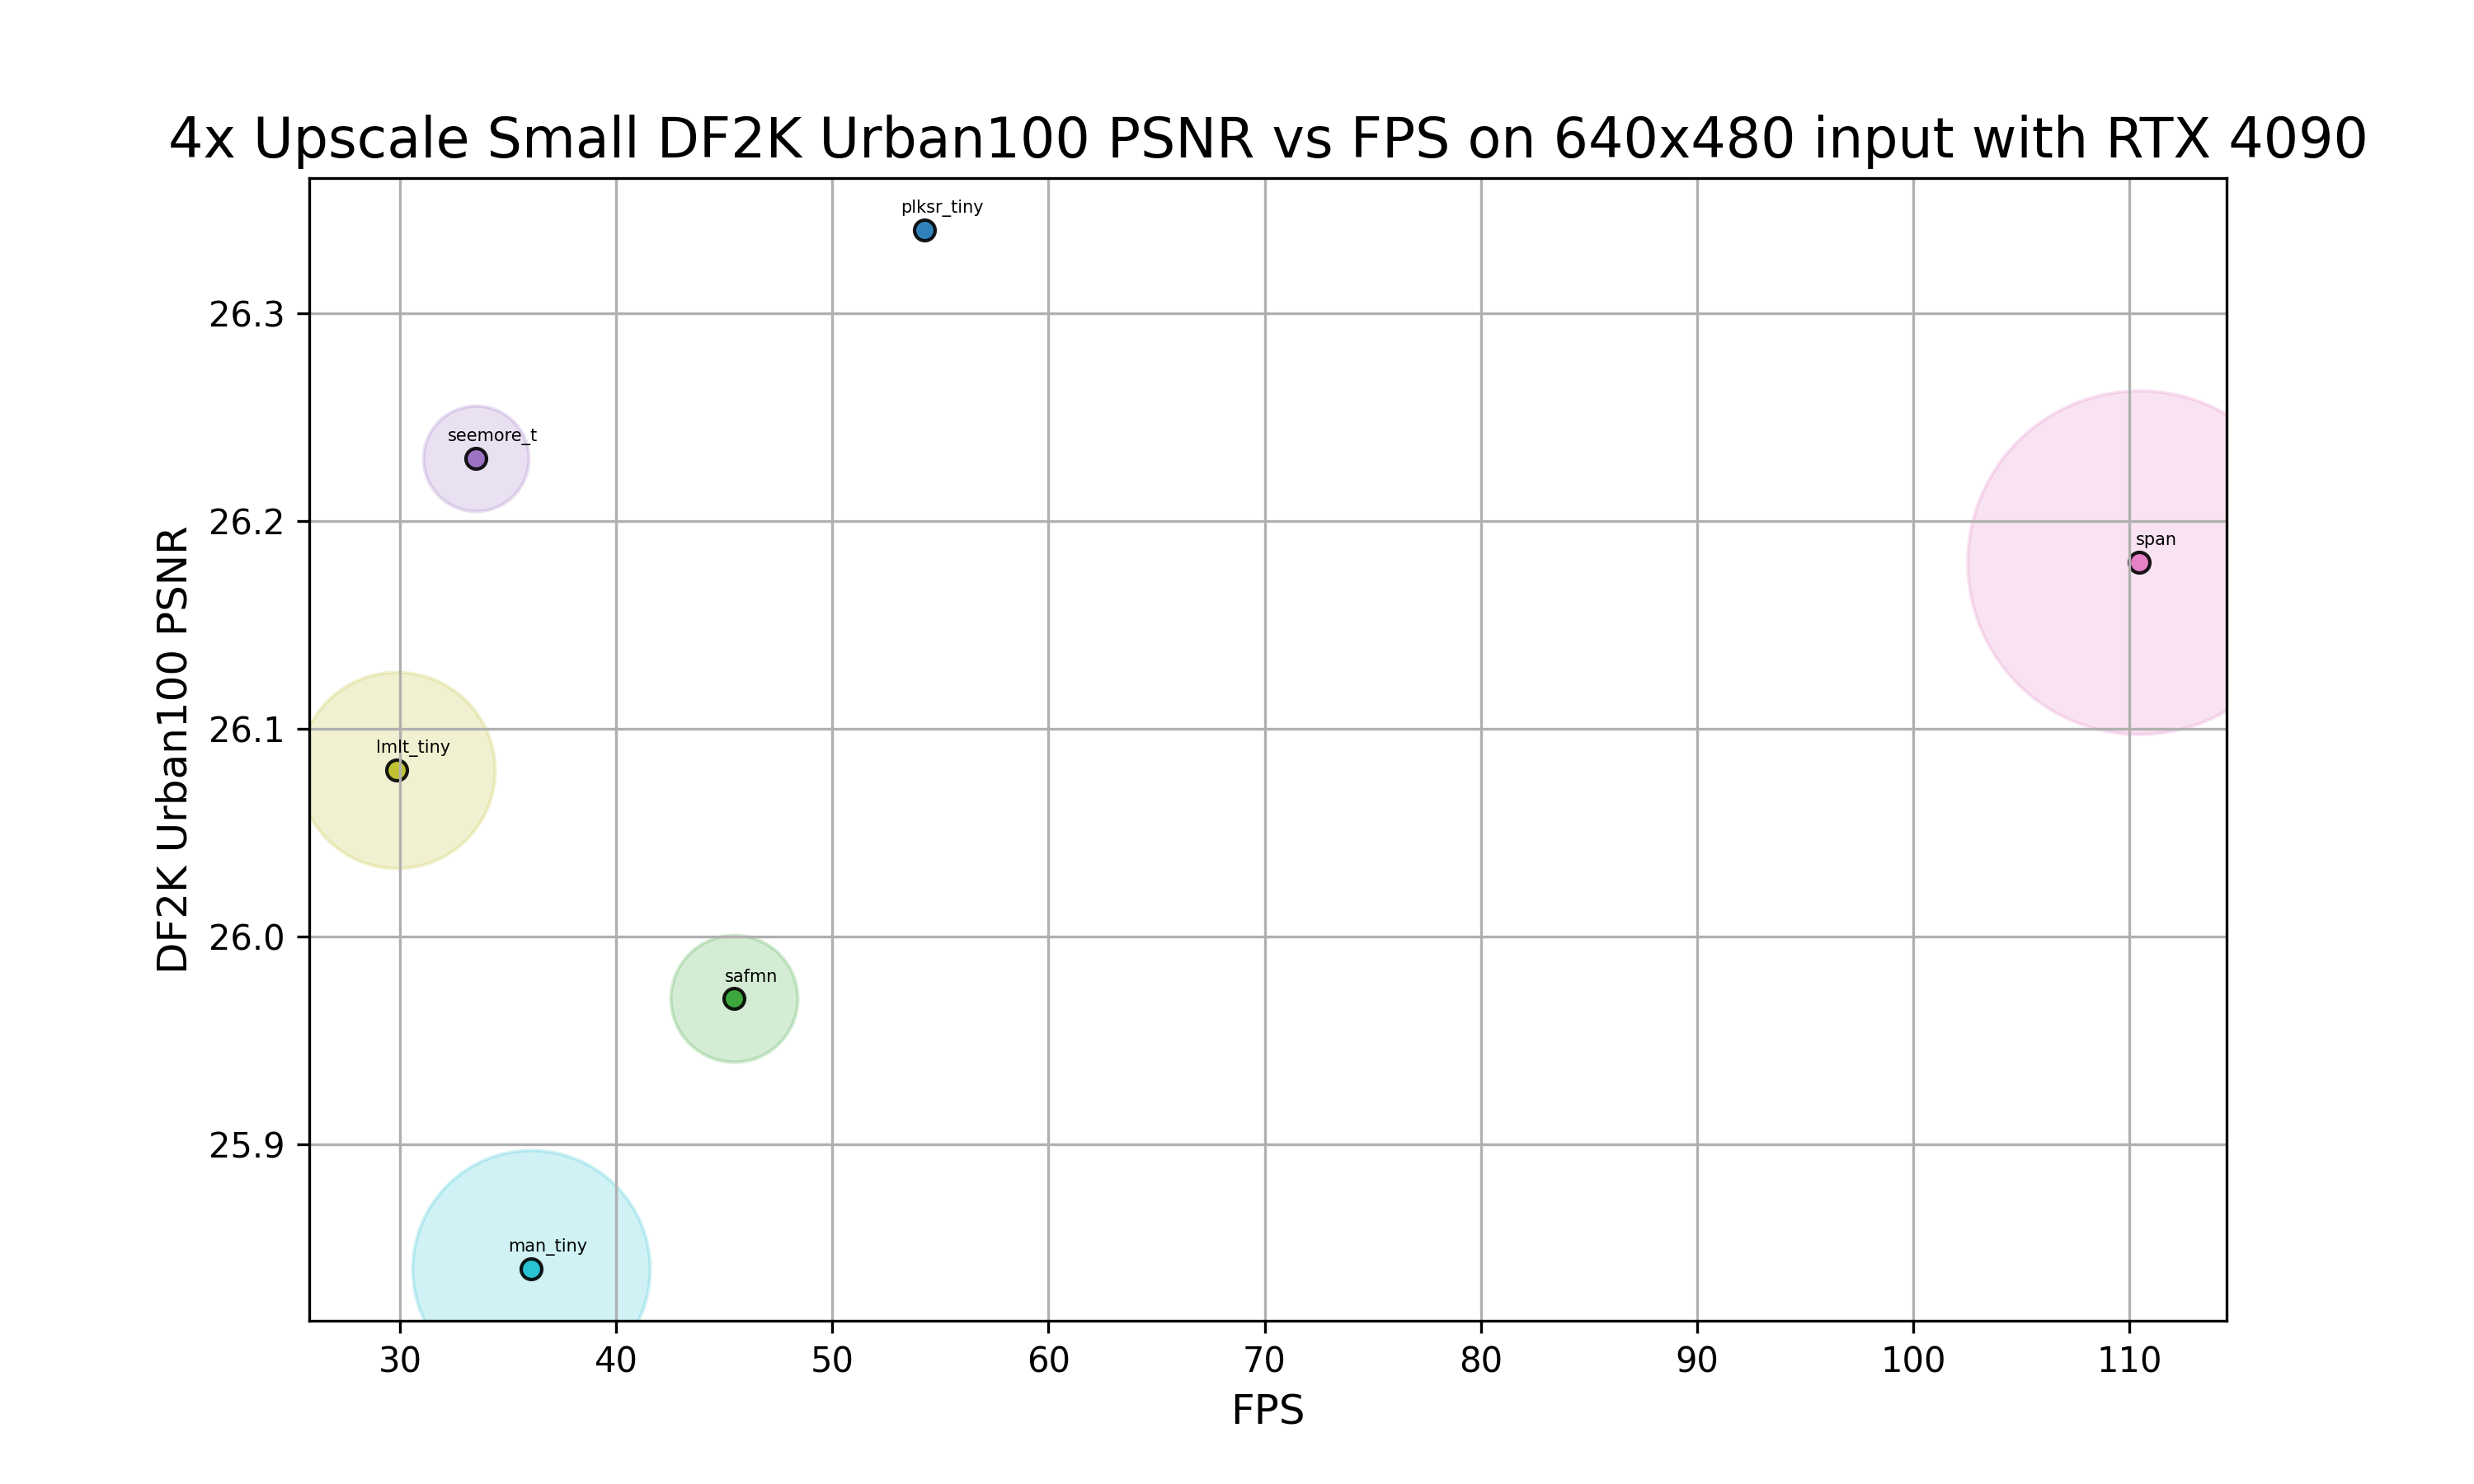 4x Upscale Small DF2K Urban100 PSNR vs FPS on 640x480 input with RTX 4090
plksr_tiny
26.3
seemore_t
26.2
span
DF2K Urban100 PSNR
26.1
lmlt_tiny
26.0
safmn
25.9
man_tiny
30 40 50 60 70 80 90 100 110
FPS